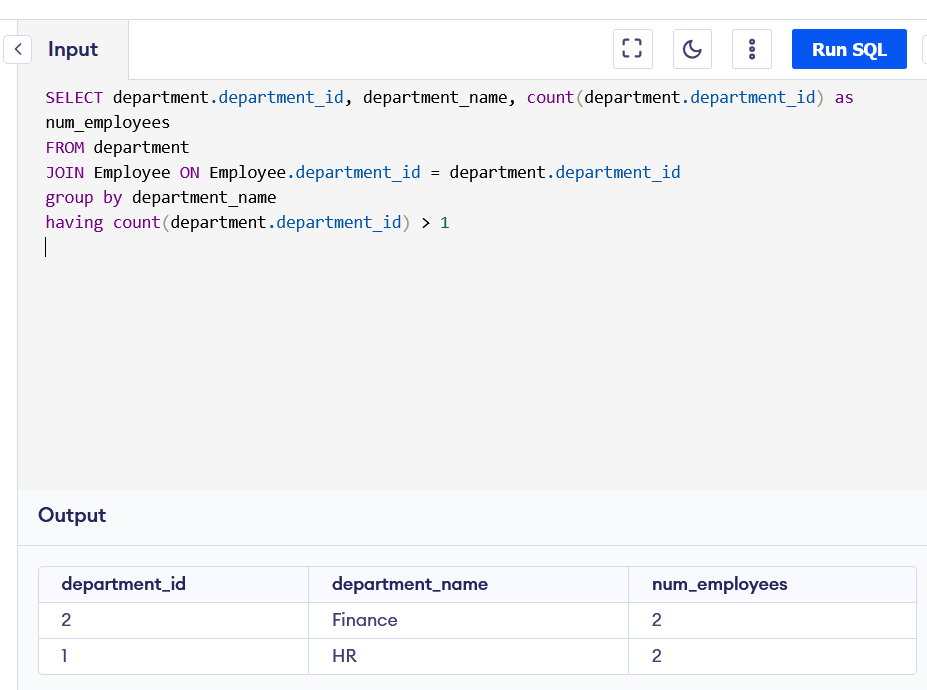 Input
Run SQL
SELECT department.department_id, department_name, count(department.department_id) as
num_employees
FROM department
JOIN Employee ON Employee.department_id = department.department_id
group by department_name
having count(department.department_id) > 1
Output
department_id department_name num_employees
2 Finance 2
1 HR 2